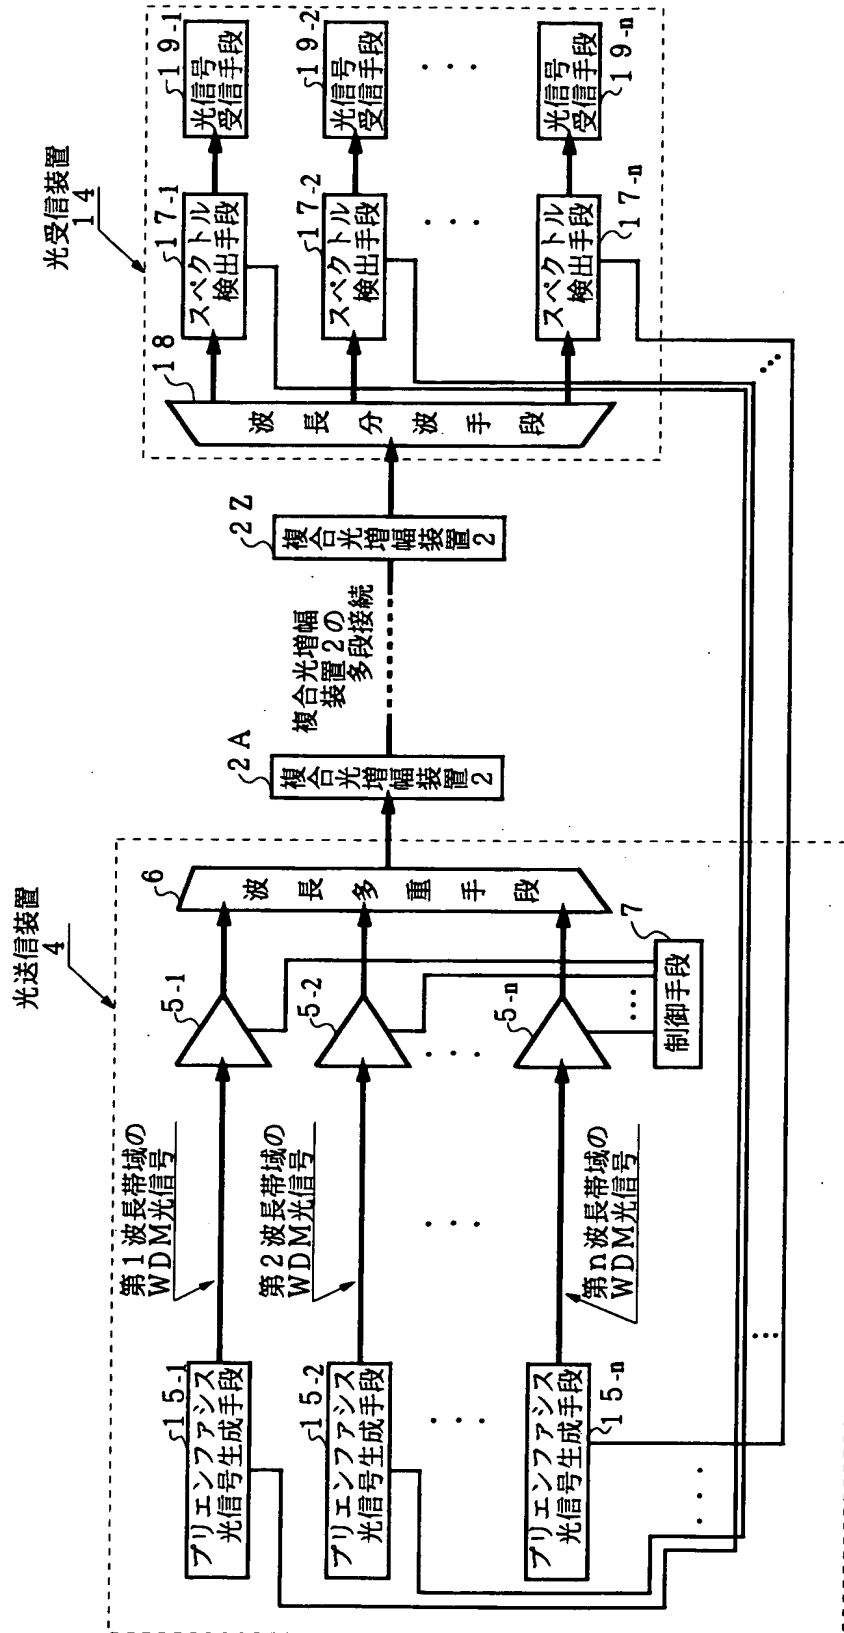 光送信装置
4
プリエンファシス
光信号生成手段
15-1
第1波長帯域の
WDM光信号
5-1
プリエンファシス
光信号生成手段
15-2
第2波長帯域の
WDM光信号
5-2
プリエンファシス
光信号生成手段
15-n
第n波長帯域の
WDM光信号
5-n
制御手段
7
波長多重手段
6
複合光増幅装置2
2A
複合光増幅
装置2の
多段接続
複合光増幅装置2
2Z
光受信装置
14
波長分波手段
18
スペクトル
検出手段
17-1
光信号
受信手段
19-1
スペクトル
検出手段
17-2
光信号
受信手段
19-2
スペクトル
検出手段
17-n
光信号
受信手段
19-n